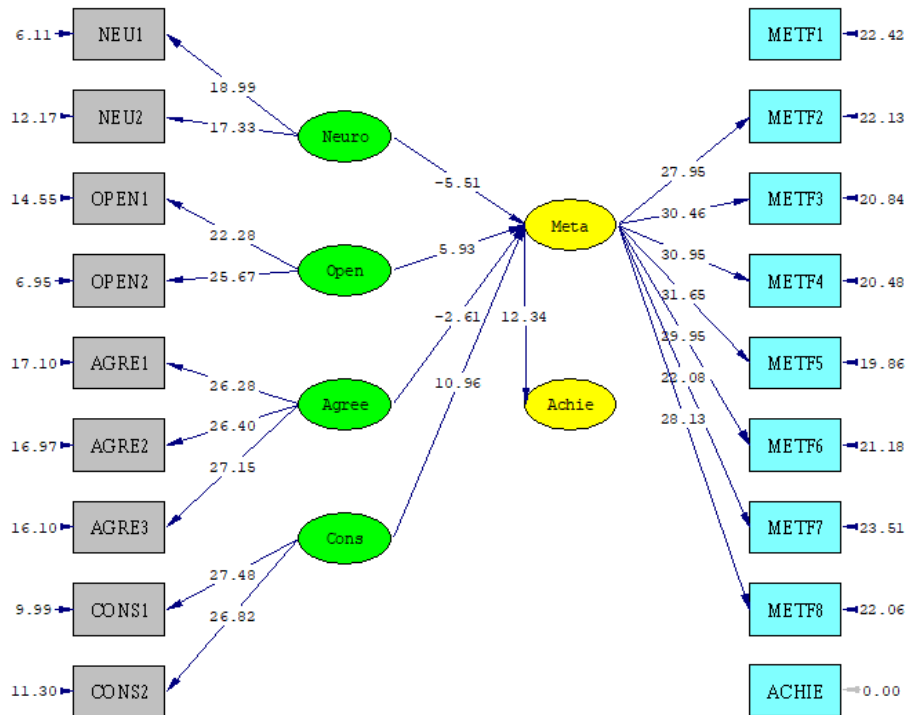 6.11 NEU1
12.17 NEU2
14.55 OPEN1
6.95 OPEN2
17.10 AGRE1
16.97 AGRE2
16.10 AGRE3
9.99 CONS1
11.30 CONS2
18.99
17.33
22.28
25.67
26.28
26.40
27.15
27.48
26.82
Neuro
Open
Agree
Cons
-5.51
5.93
-2.61
10.96
Meta
12.34
Achie
27.95
30.46
30.95
31.65
29.95
22.08
28.13
METF1 22.42
METF2 22.13
METF3 20.84
METF4 20.48
METF5 19.86
METF6 21.18
METF7 23.51
METF8 22.06
ACHIE 0.00